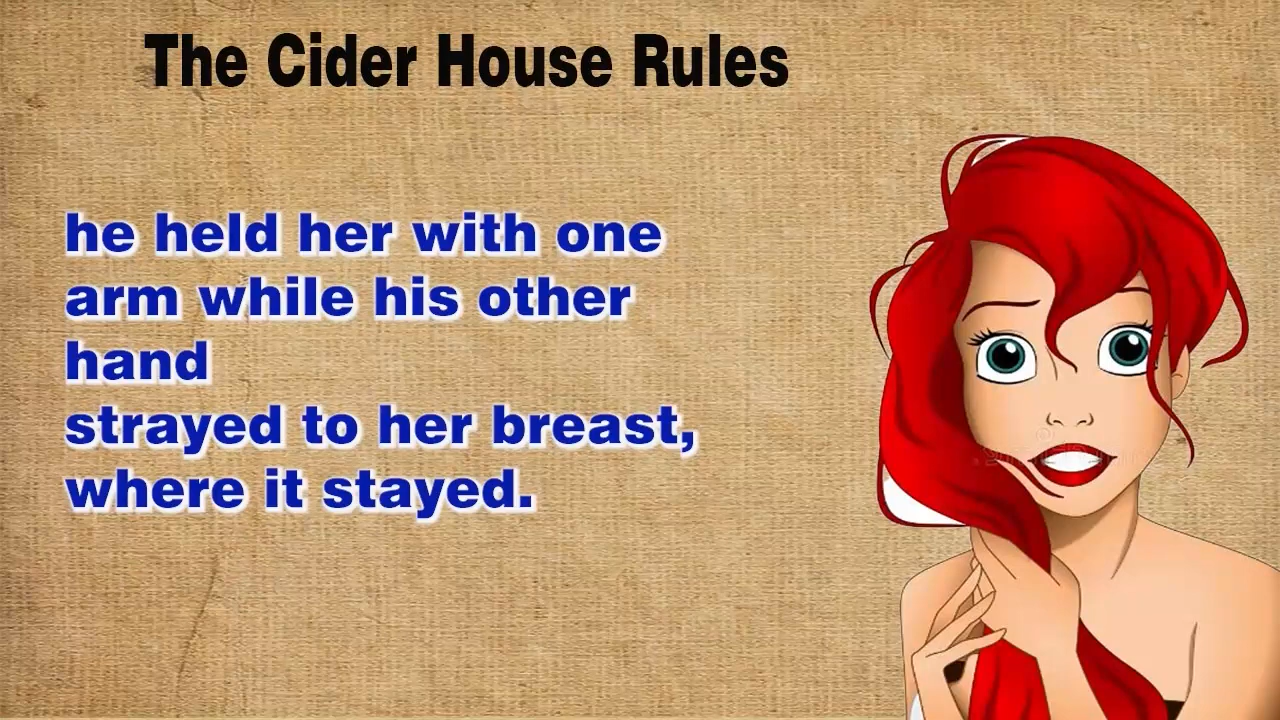 The Cider House Rules
he held her with one
arm while his other
hand
strayed to her breast,
where it stayed.